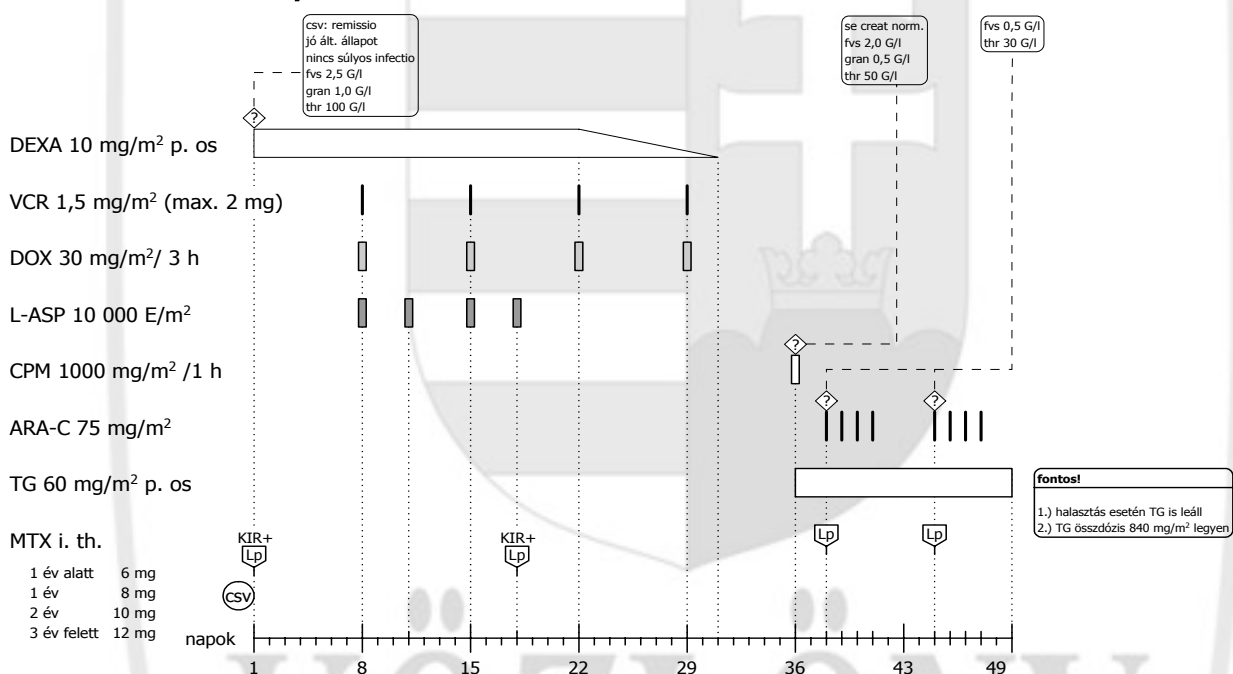 csv: remissio
jó ált. állapot
nincs súlyos infectio
fvs 2,5 G/l
gran 1,0 G/l
thr 100 G/l
se creat norm.
fvs 2,0 G/l
gran 0,5 G/l
thr 50 G/l
fvs 0,5 G/l
thr 30 G/l
?
DEXA 10 mg/m² p. os
VCR 1,5 mg/m² (max. 2 mg)
DOX 30 mg/m²/ 3 h
L-ASP 10 000 E/m²
?
CPM 1000 mg/m² /1 h
? ?
ARA-C 75 mg/m²
TG 60 mg/m² p. os
fontos!
1.) halasztás esetén TG is leáll
2.) TG összdózis 840 mg/m² legyen
MTX i. th.
KIR+ KIR+
Lp Lp Lp Lp
1 év alatt 6 mg
1 év 8 mg
2 év 10 mg
3 év felett 12 mg
csv
napok
1 8 15 22 29 36 43 49